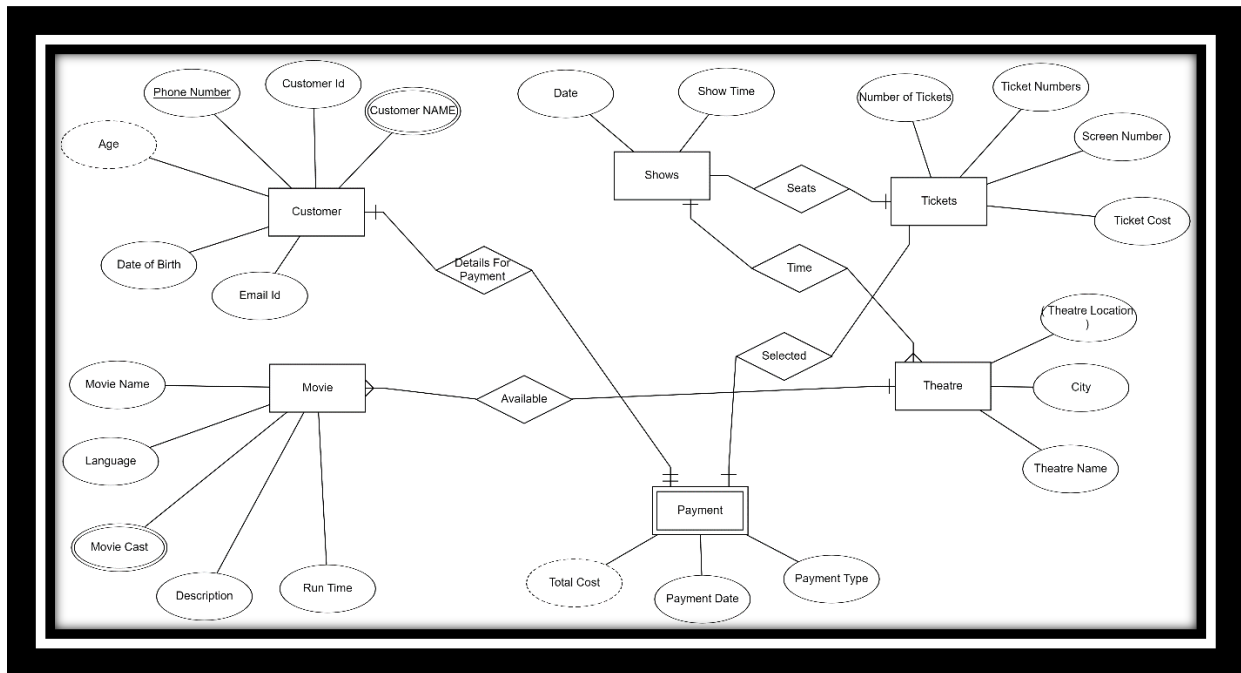 Phone Number
Customer Id
Customer NAME
Age
Customer
Date of Birth
Email Id
Date
Show Time
Shows
Seats
Number of Tickets
Ticket Numbers
Screen Number
Tickets
Ticket Cost
Details For
Payment
Time
Selected
( Theatre Location
)
Theatre
City
Theatre Name
Movie Name
Movie
Available
Language
Movie Cast
Description
Run Time
Payment
Total Cost
Payment Date
Payment Type